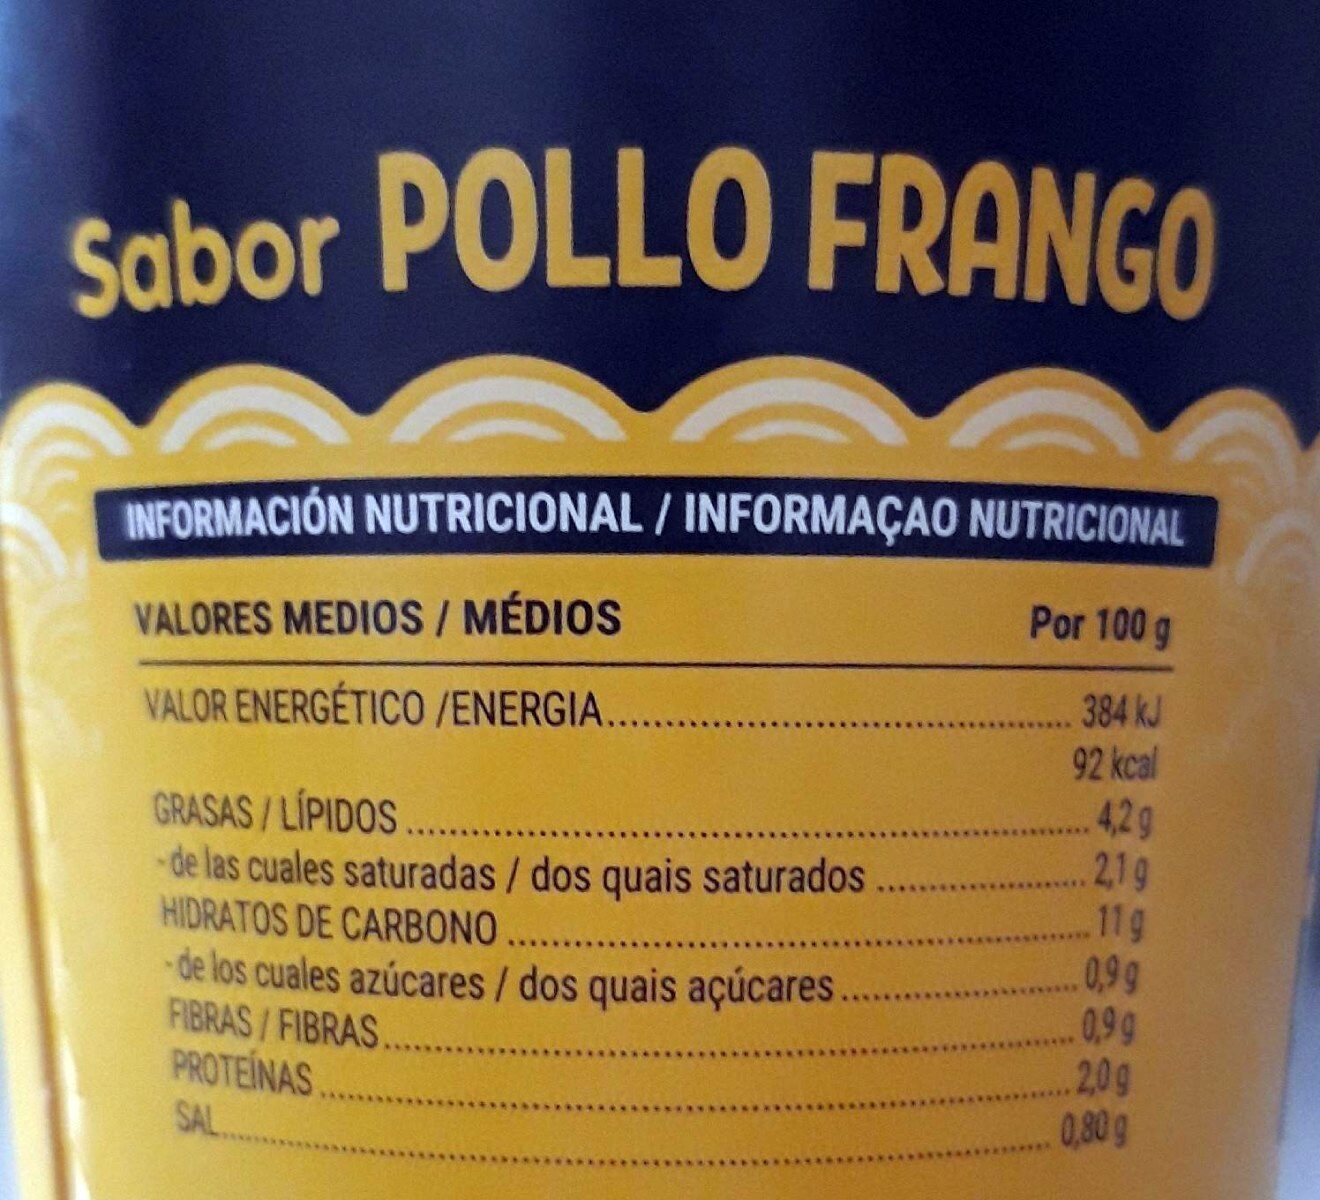 Sabor POLLO FRANGO
INFORMACIÓN NUTRICIONAL / INFORMAÇAO NUTRICIONAL
VALORES MEDIOS / MÉDIOS Por 100 g
VALOR ENERGÉTICO /ENERGIA 384 kJ
92 kcal
GRASAS / LÍPIDOS 4,2 g
- de las cuales saturadas / dos quais saturados 2,1 g
HIDRATOS DE CARBONO 11 g
- de los cuales azúcares / dos quais açúcares 0,9 g
FIBRAS / FIBRAS 0,9 g
PROTEÍNAS 2,0 g
SAL 0,80 g